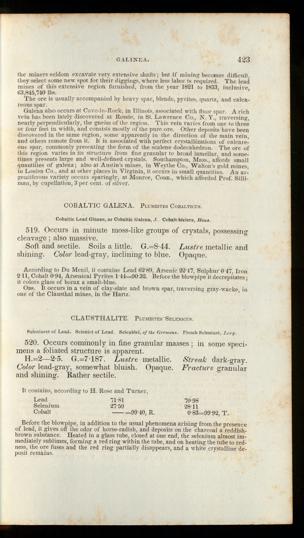 GALINEA. 423
the miners seldom excavate very extensive shafts; but if mining becomes difficult,
they select some new spot for their diggings, where less labor is required. The lead
mines of this extensive region furnished, from the year 1821 to 1833, inclusive,
63,845,740 lbs.
The ore is usually accompanied by heavy spar, blende, pyrites, quartz, and calca-
reous spar.
Galena also occurs at Cave-in-Rock, in Illinois, associated with fluor spar. A rich
vein has been lately discovered at Rossie, in St. Lawrence Co., N. Y., traversing,
nearly perpendicularly, the gneiss of the region. This vein varies from one to three
or four feet in width, and consists mostly of the pure ore. Other deposits have been
discovered in the same region, some apparently in the direction of the main vein,
and others remote from it. It is associated with perfect crystallizations of calcare-
ous spar, commonly presenting the form of the scalene dodecahedron. The ore of
this region varies in its structure from fine granular to broad lamellar, and some-
times presents large and well-defined crystals. Southampton, Mass., affords small
quantities of galena; also at Austin's mines, in Wythe Co., Walton's gold mines,
in Louisa Co., and at other places in Virginia, it occurs in small quantities. An ar-
gentiferous variety occurs sparingly, at Monroe, Conn., which afforded Prof. Silli-
man, by cupellation, 3 per cent. of silver.
COBALTIC GALENA. PLUMBITES COBALTICUS.
Cobaltic Lead Glance, or Cobaltic Galena, J. Cobalt-bleierz, Haus.
519. Occurs in minute moss-like groups of crystals, possessing
cleavage; also massive.
Soft and sectile. Soils a little. G.=8·44. Lustre metallic and
shining. Color lead-gray, inclining to blue. Opaque.
According to Du Menil, it contains Lead 62·89, Arsenic 22·47, Sulphur 0·47, Iron
2·11, Cobalt 0·94, Arsenical Pyrites 1·44=90·32. Before the blowpipe it decrepitates;
it colors glass of borax a smalt-blue.
OBS. It occurs in a vein of clay-slate and brown spar, traversing gray-wacke, in
one of the Clausthal mines, in the Hartz.
CLAUSTHALITE. PLUMBITES SELENICUS.
Seleniuret of Lead. Seleniet of Lead. Selenblei, of the Germans. Plomb Seleniuré, Levy.
520. Occurs commonly in fine granular masses; in some speci-
mens a foliated structure is apparent.
H.=2—2·5. G.=7·187. Lustre metallic. Streak dark-gray.
Color lead-gray, somewhat bluish. Opaque. Fracture granular
and shining. Rather sectile.
It contains, according to H. Rose and Turner,
Lead 71·81 70·98
Selenium 27·59 28·11
Cobalt —— =99·40, R. 0·83=99·92, T.
Before the blowpipe, in addition to the usual phenomena arising from the presence
of lead, it gives off the odor of horse-radish, and deposits on the charcoal a reddish-
brown substance. Heated in a glass tube, closed at one end, the selenium almost im-
mediately sublimes, forming a red ring within the tube, and on heating the tube to red-
ness, the ore fuses and the red ring partially disappears, and a white crystalline de-
posit remains.